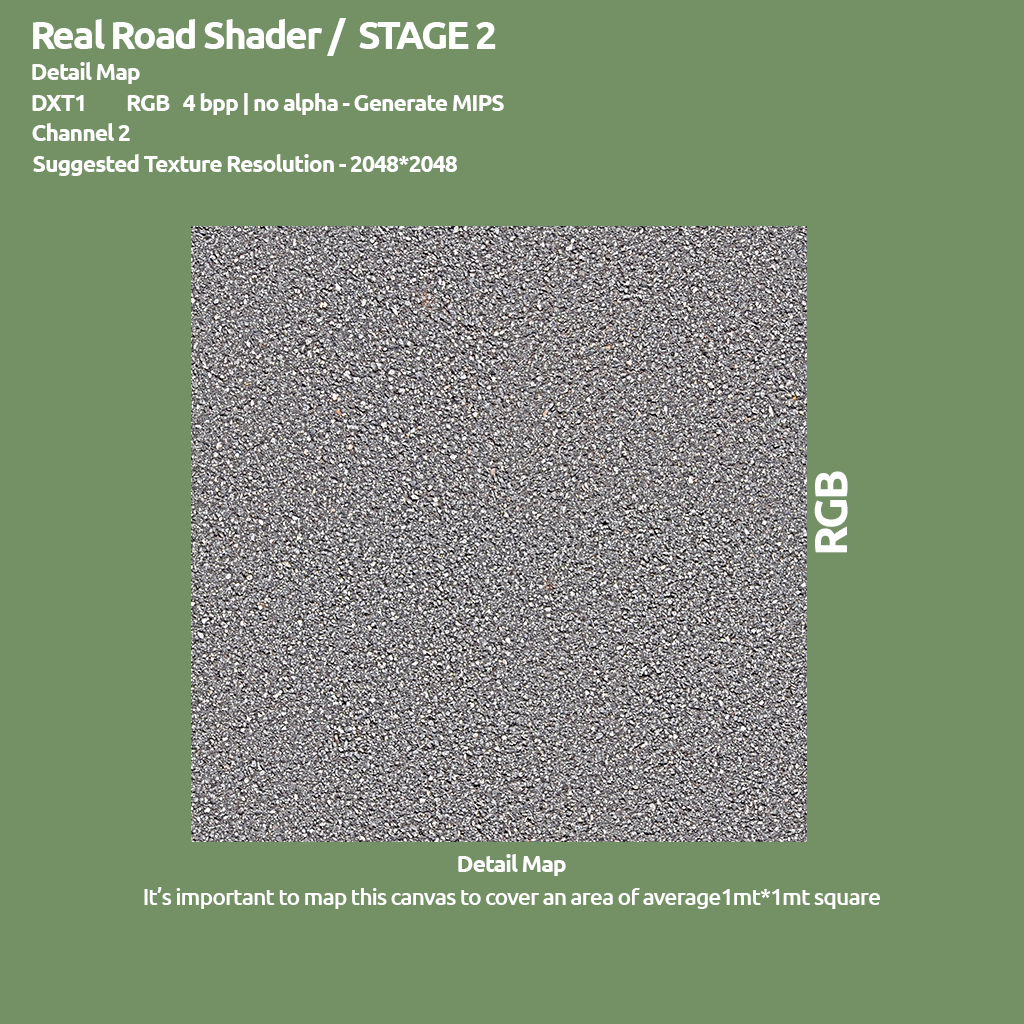 Real Road Shader / STAGE 2
Detail Map
DXT1 RGB 4 bpp | no alpha - Generate MIPS
Channel 2
Suggested Texture Resolution - 2048*2048
RGB
Detail Map
It's important to map this canvas to cover an area of average1mt*1mt square